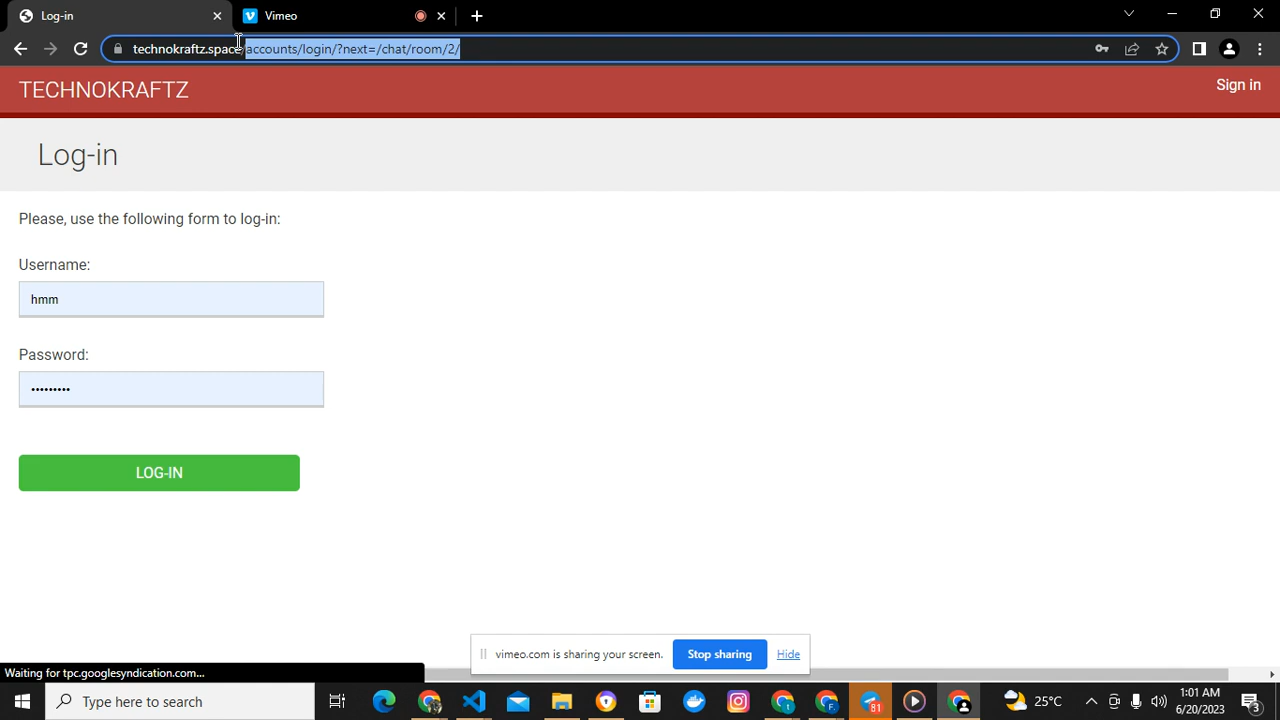 Log-in
Vimeo
technokraftz.space/accounts/login/?next=/chat/room/2/
TECHNOKRAFTZ
Sign in
Log-in
Please, use the following form to log-in:
Username:
hmm
Password:
•••••••••
LOG-IN
vimeo.com is sharing your screen.
Stop sharing
Hide
Waiting for tpc.googlesyndication.com...
Type here to search
t
F
81
25°C
1:01 AM
6/20/2023
3